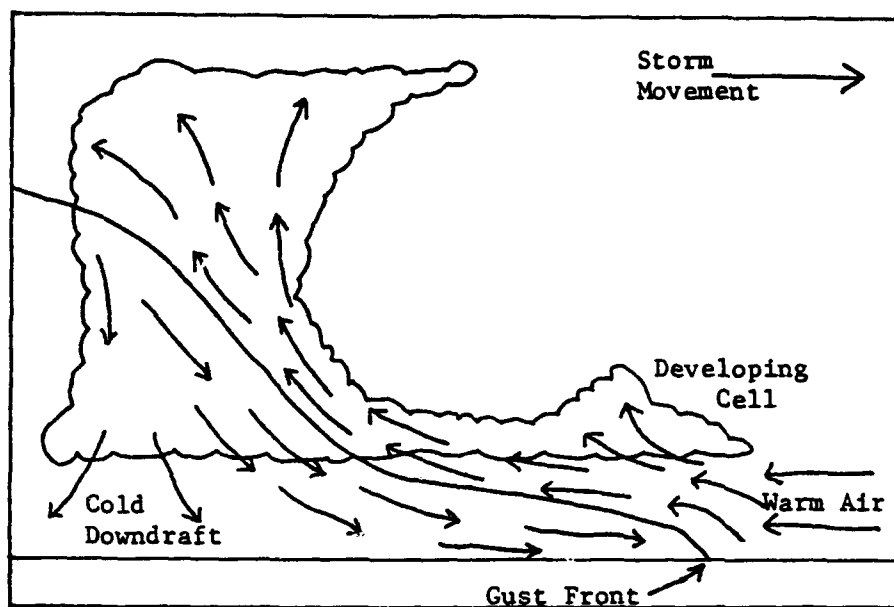 Storm
Movement
Developing
Cell
Cold
Downdraft
Warm Air
Gust Front